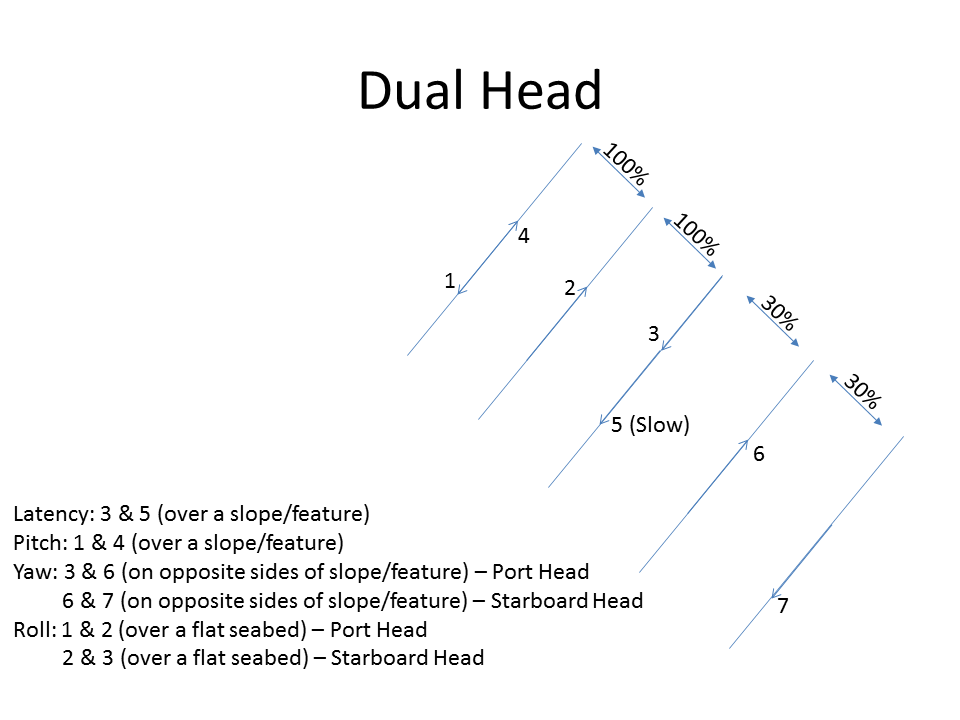 Dual Head
100%
100%
4
1
2
30%
3
30%
5 (Slow)
6
Latency: 3 & 5 (over a slope/feature)
Pitch: 1 & 4 (over a slope/feature)
Yaw: 3 & 6 (on opposite sides of slope/feature) – Port Head
6 & 7 (on opposite sides of slope/feature) – Starboard Head
7
Roll: 1 & 2 (over a flat seabed) – Port Head
2 & 3 (over a flat seabed) – Starboard Head